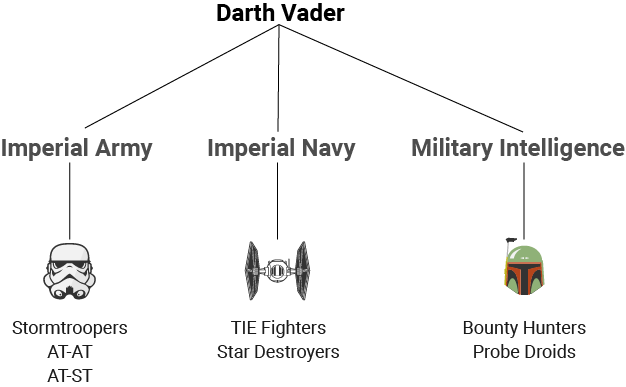 Darth Vader
Imperial Army
Imperial Navy
Military Intelligence
Stormtroopers
AT-AT
AT-ST
TIE Fighters
Star Destroyers
Bounty Hunters
Probe Droids